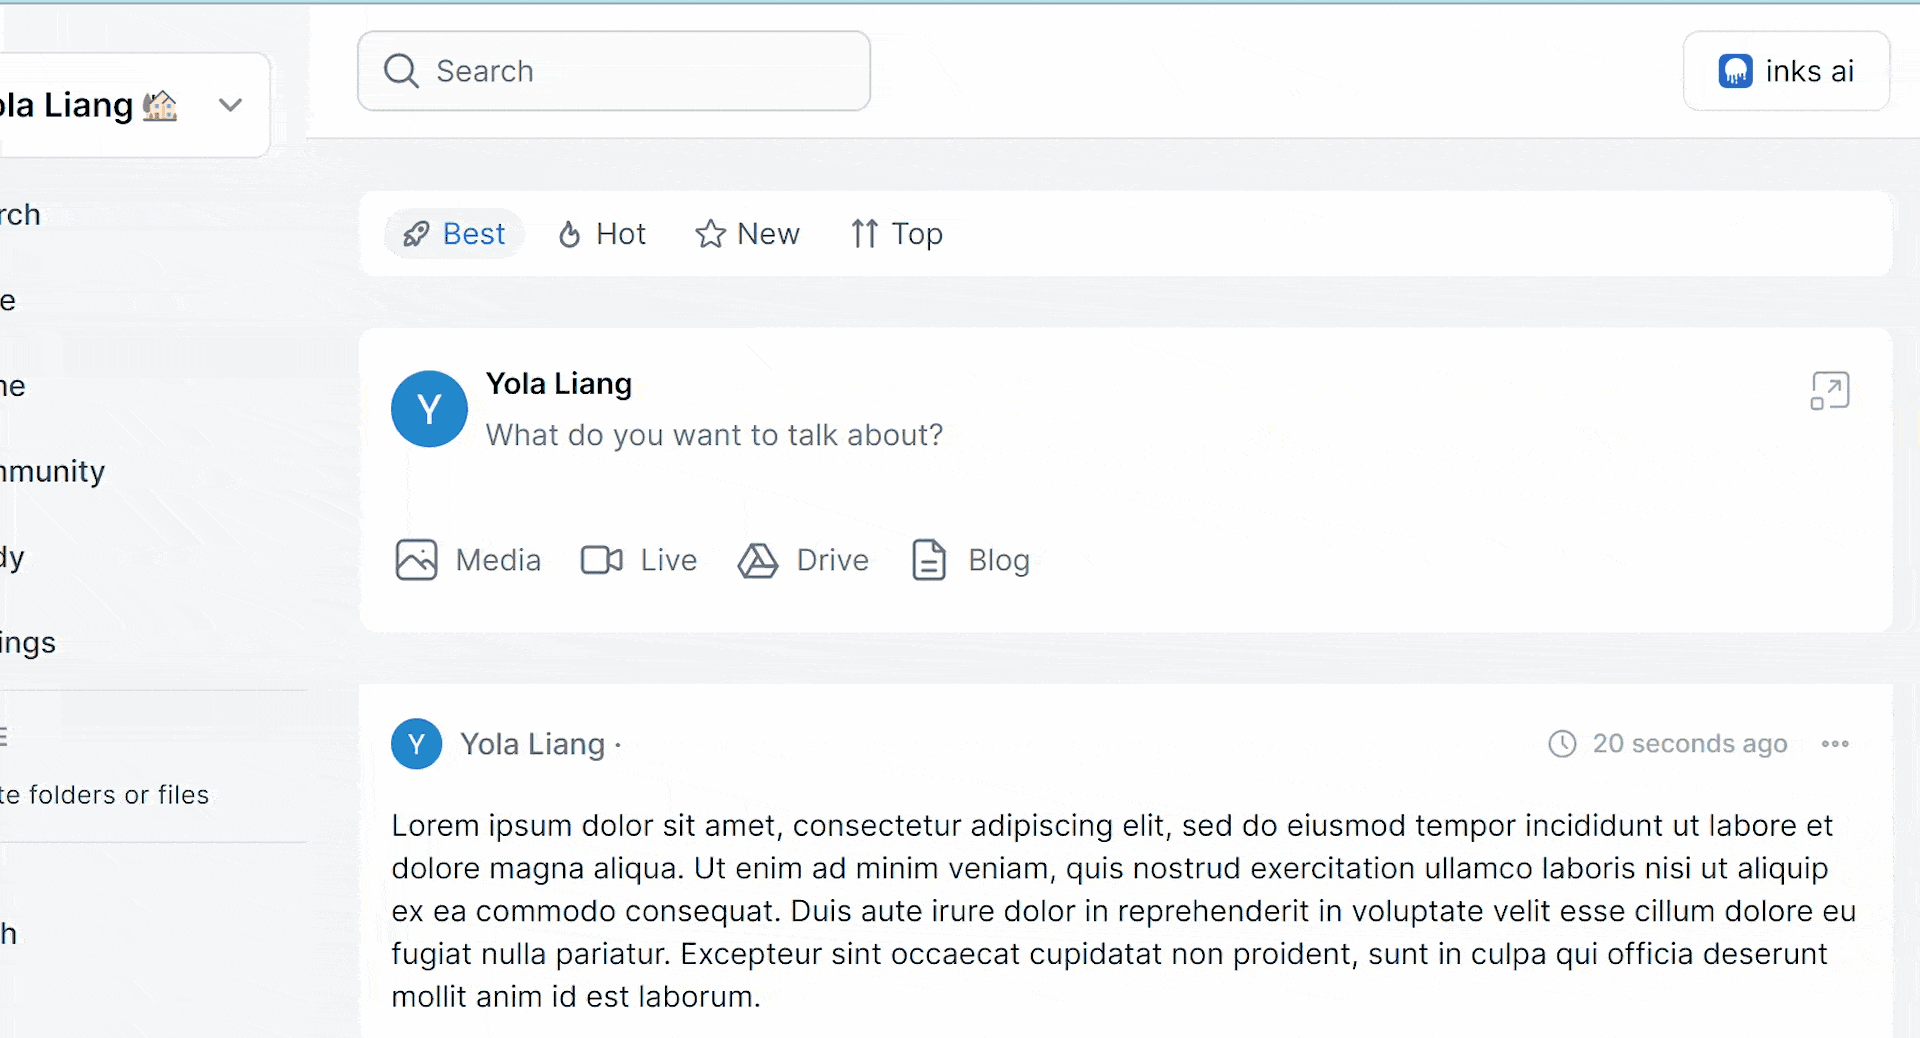 Search
inks ai
ola Liang
rch
e
ne
nmunity
dy
ings
te folders or files
h
Best Hot New Top
Y
Yola Liang
What do you want to talk about?
Media Live Drive Blog
Y Yola Liang · 20 seconds ago
Lorem ipsum dolor sit amet, consectetur adipiscing elit, sed do eiusmod tempor incididunt ut labore et
dolore magna aliqua. Ut enim ad minim veniam, quis nostrud exercitation ullamco laboris nisi ut aliquip
ex ea commodo consequat. Duis aute irure dolor in reprehenderit in voluptate velit esse cillum dolore eu
fugiat nulla pariatur. Excepteur sint occaecat cupidatat non proident, sunt in culpa qui officia deserunt
mollit anim id est laborum.